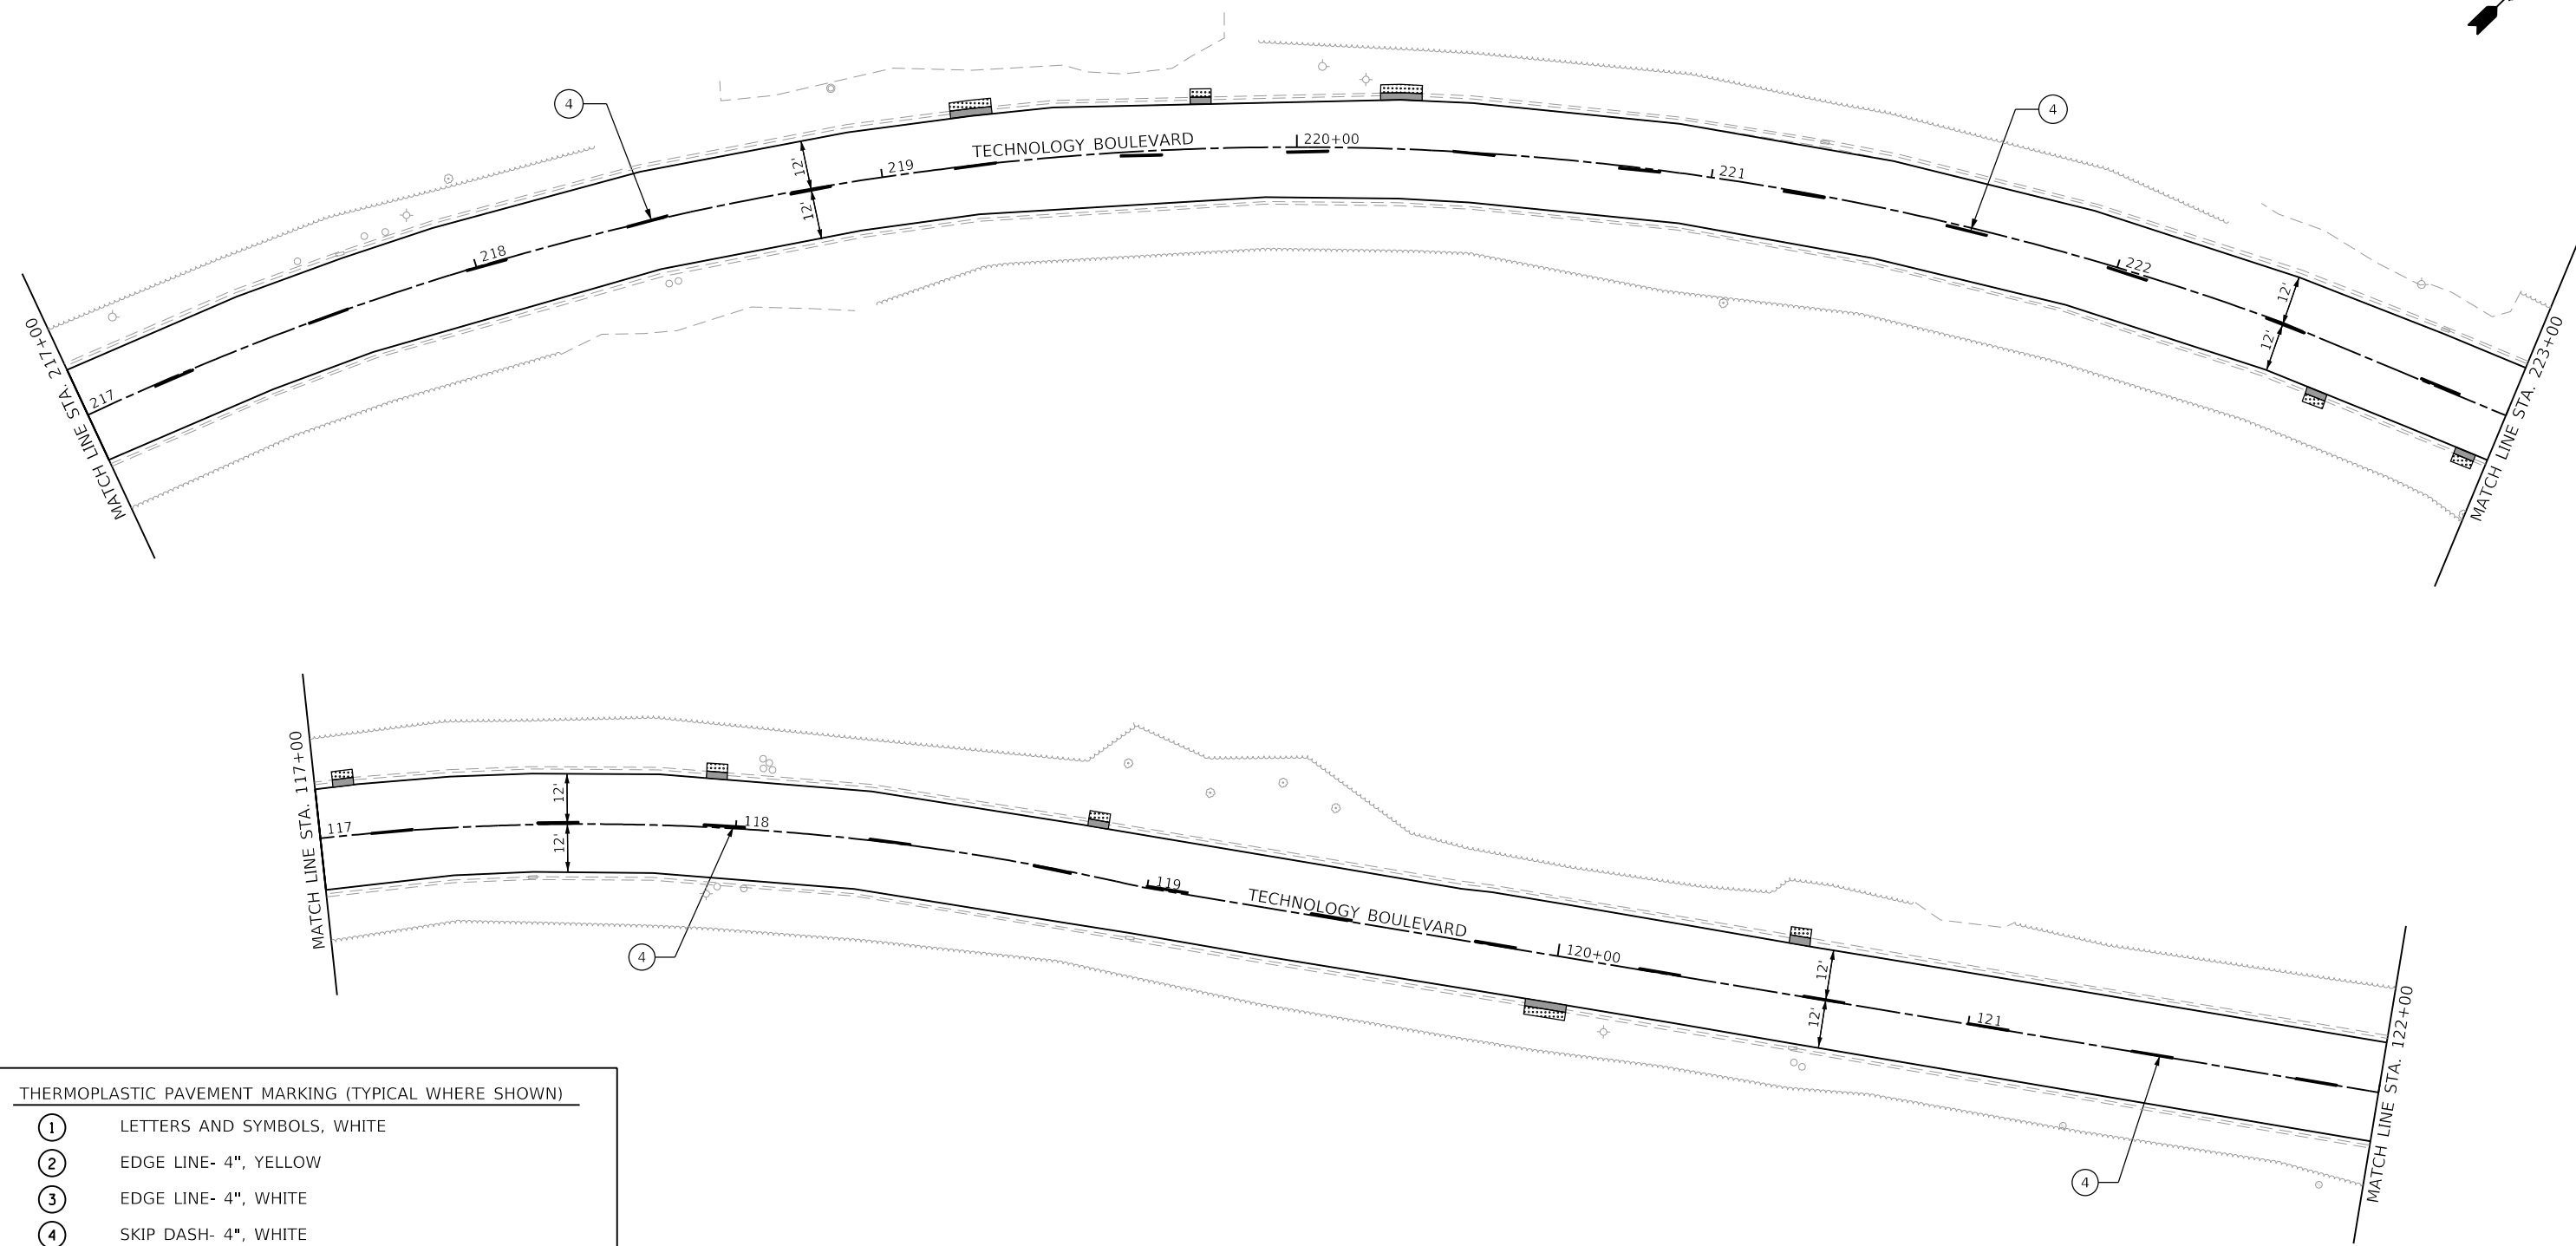 4
4
TECHNOLOGY BOULEVARD
220+00
12'
12'
219
221
218
222
12'
12'
217
MATCH LINE STA. 217+00
MATCH LINE STA. 223+00
MATCH LINE STA. 117+00
117
12'
12'
118
119
TECHNOLOGY BOULEVARD
120+00
12'
12'
121
4
4
MATCH LINE STA. 122+00
THERMOPLASTIC PAVEMENT MARKING (TYPICAL WHERE SHOWN)
1 LETTERS AND SYMBOLS, WHITE
2 EDGE LINE- 4", YELLOW
3 EDGE LINE- 4", WHITE
4 SKIP DASH- 4", WHITE